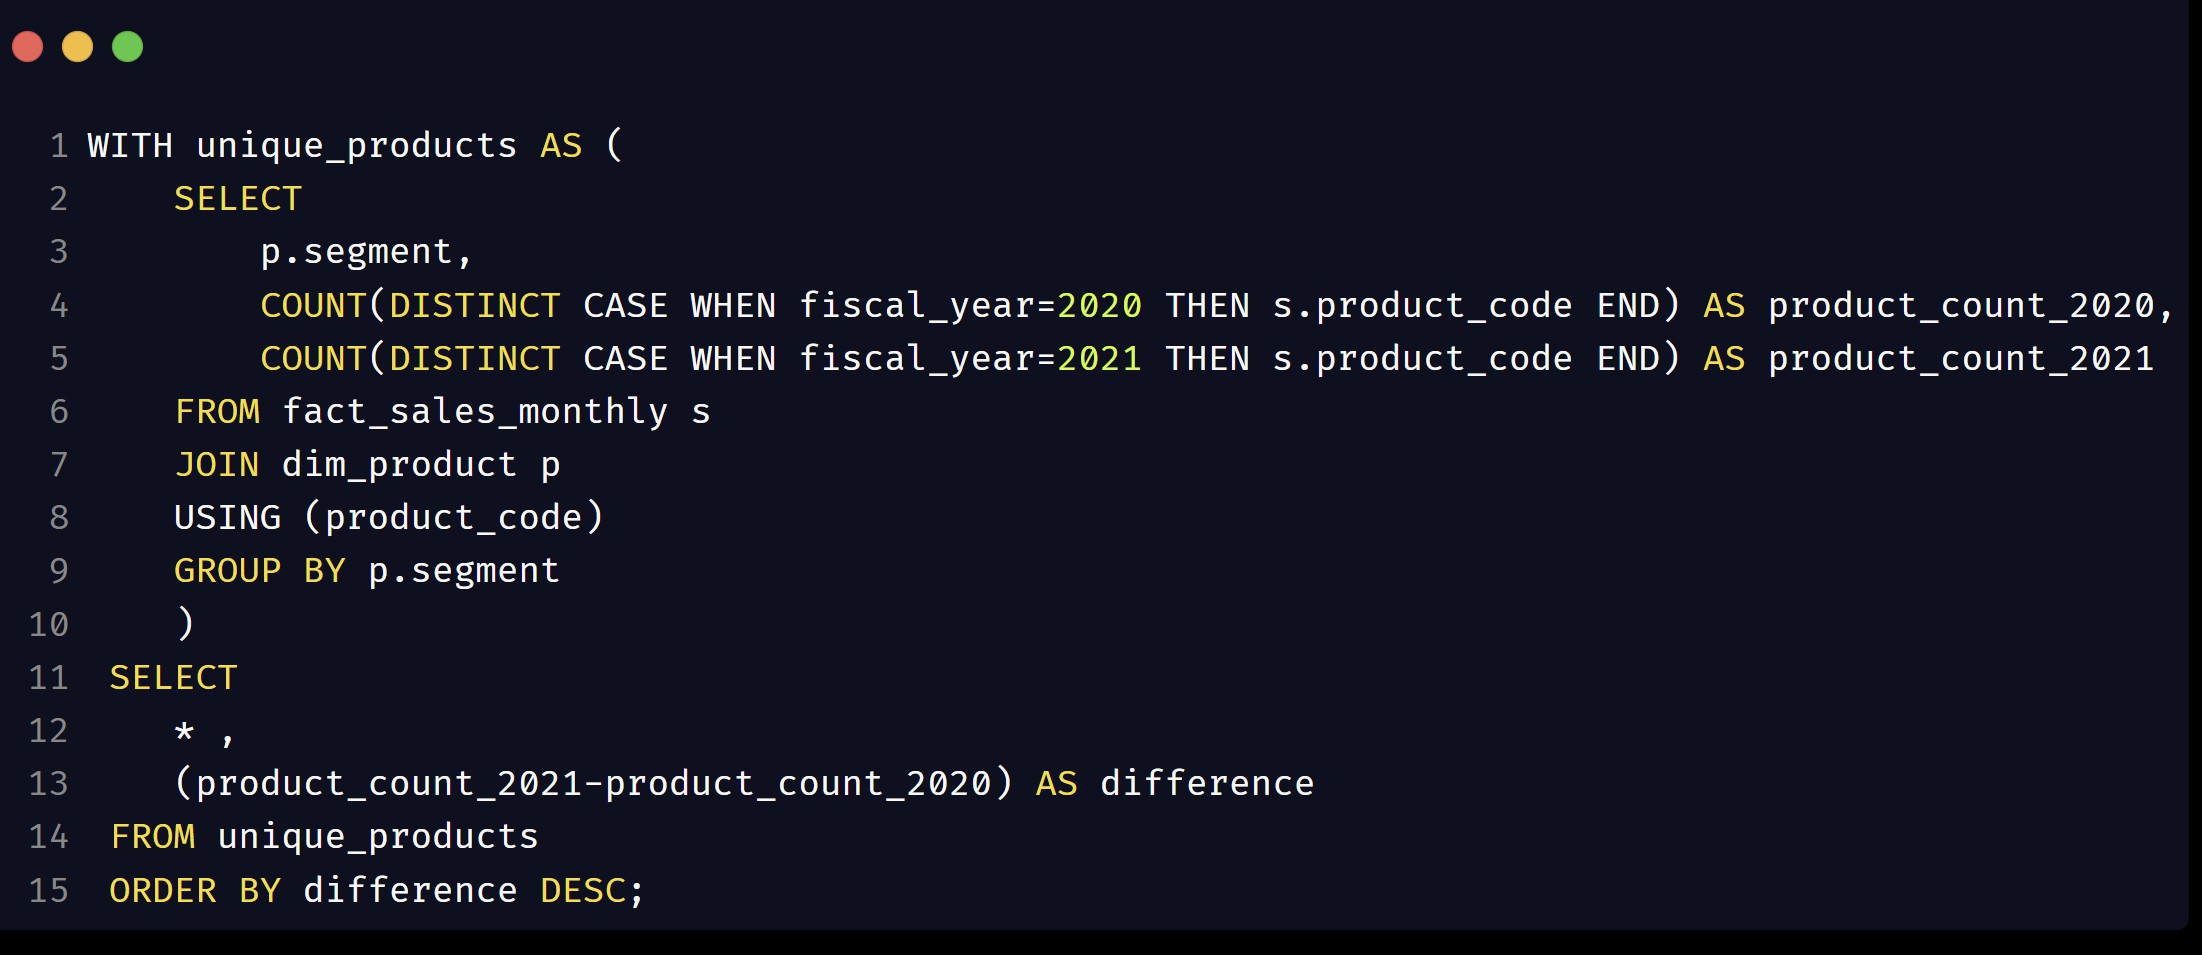 1 WITH unique_products AS (
2     SELECT
3         p.segment,
4         COUNT(DISTINCT CASE WHEN fiscal_year=2020 THEN s.product_code END) AS product_count_2020,
5         COUNT(DISTINCT CASE WHEN fiscal_year=2021 THEN s.product_code END) AS product_count_2021
6     FROM fact_sales_monthly s
7     JOIN dim_product p
8     USING (product_code)
9     GROUP BY p.segment
10     )
11  SELECT
12     * ,
13     (product_count_2021-product_count_2020) AS difference
14  FROM unique_products
15  ORDER BY difference DESC;